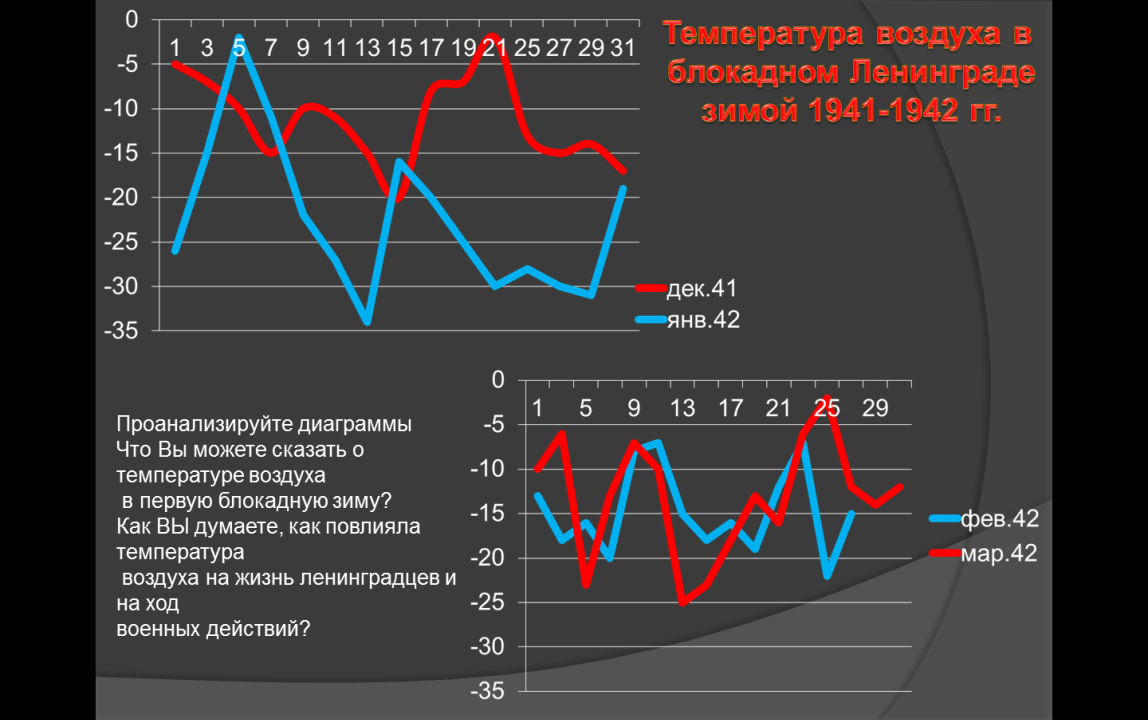 Температура воздуха в
блокадном Ленинграде
зимой 1941-1942 гг.
0
1 3 5 7 9 11 13 15 17 19 21 25 27 29 31
-5
-10
-15
-20
-25
-30
-35
дек.41
янв.42
Проанализируйте диаграммы
Что Вы можете сказать о
температуре воздуха
в первую блокадную зиму?
Как ВЫ думаете, как повлияла
температура
воздуха на жизнь ленинградцев и
на ход
военных действий?
0
1 5 9 13 17 21 25 29
-5
-10
-15
-20
-25
-30
-35
фев.42
мар.42